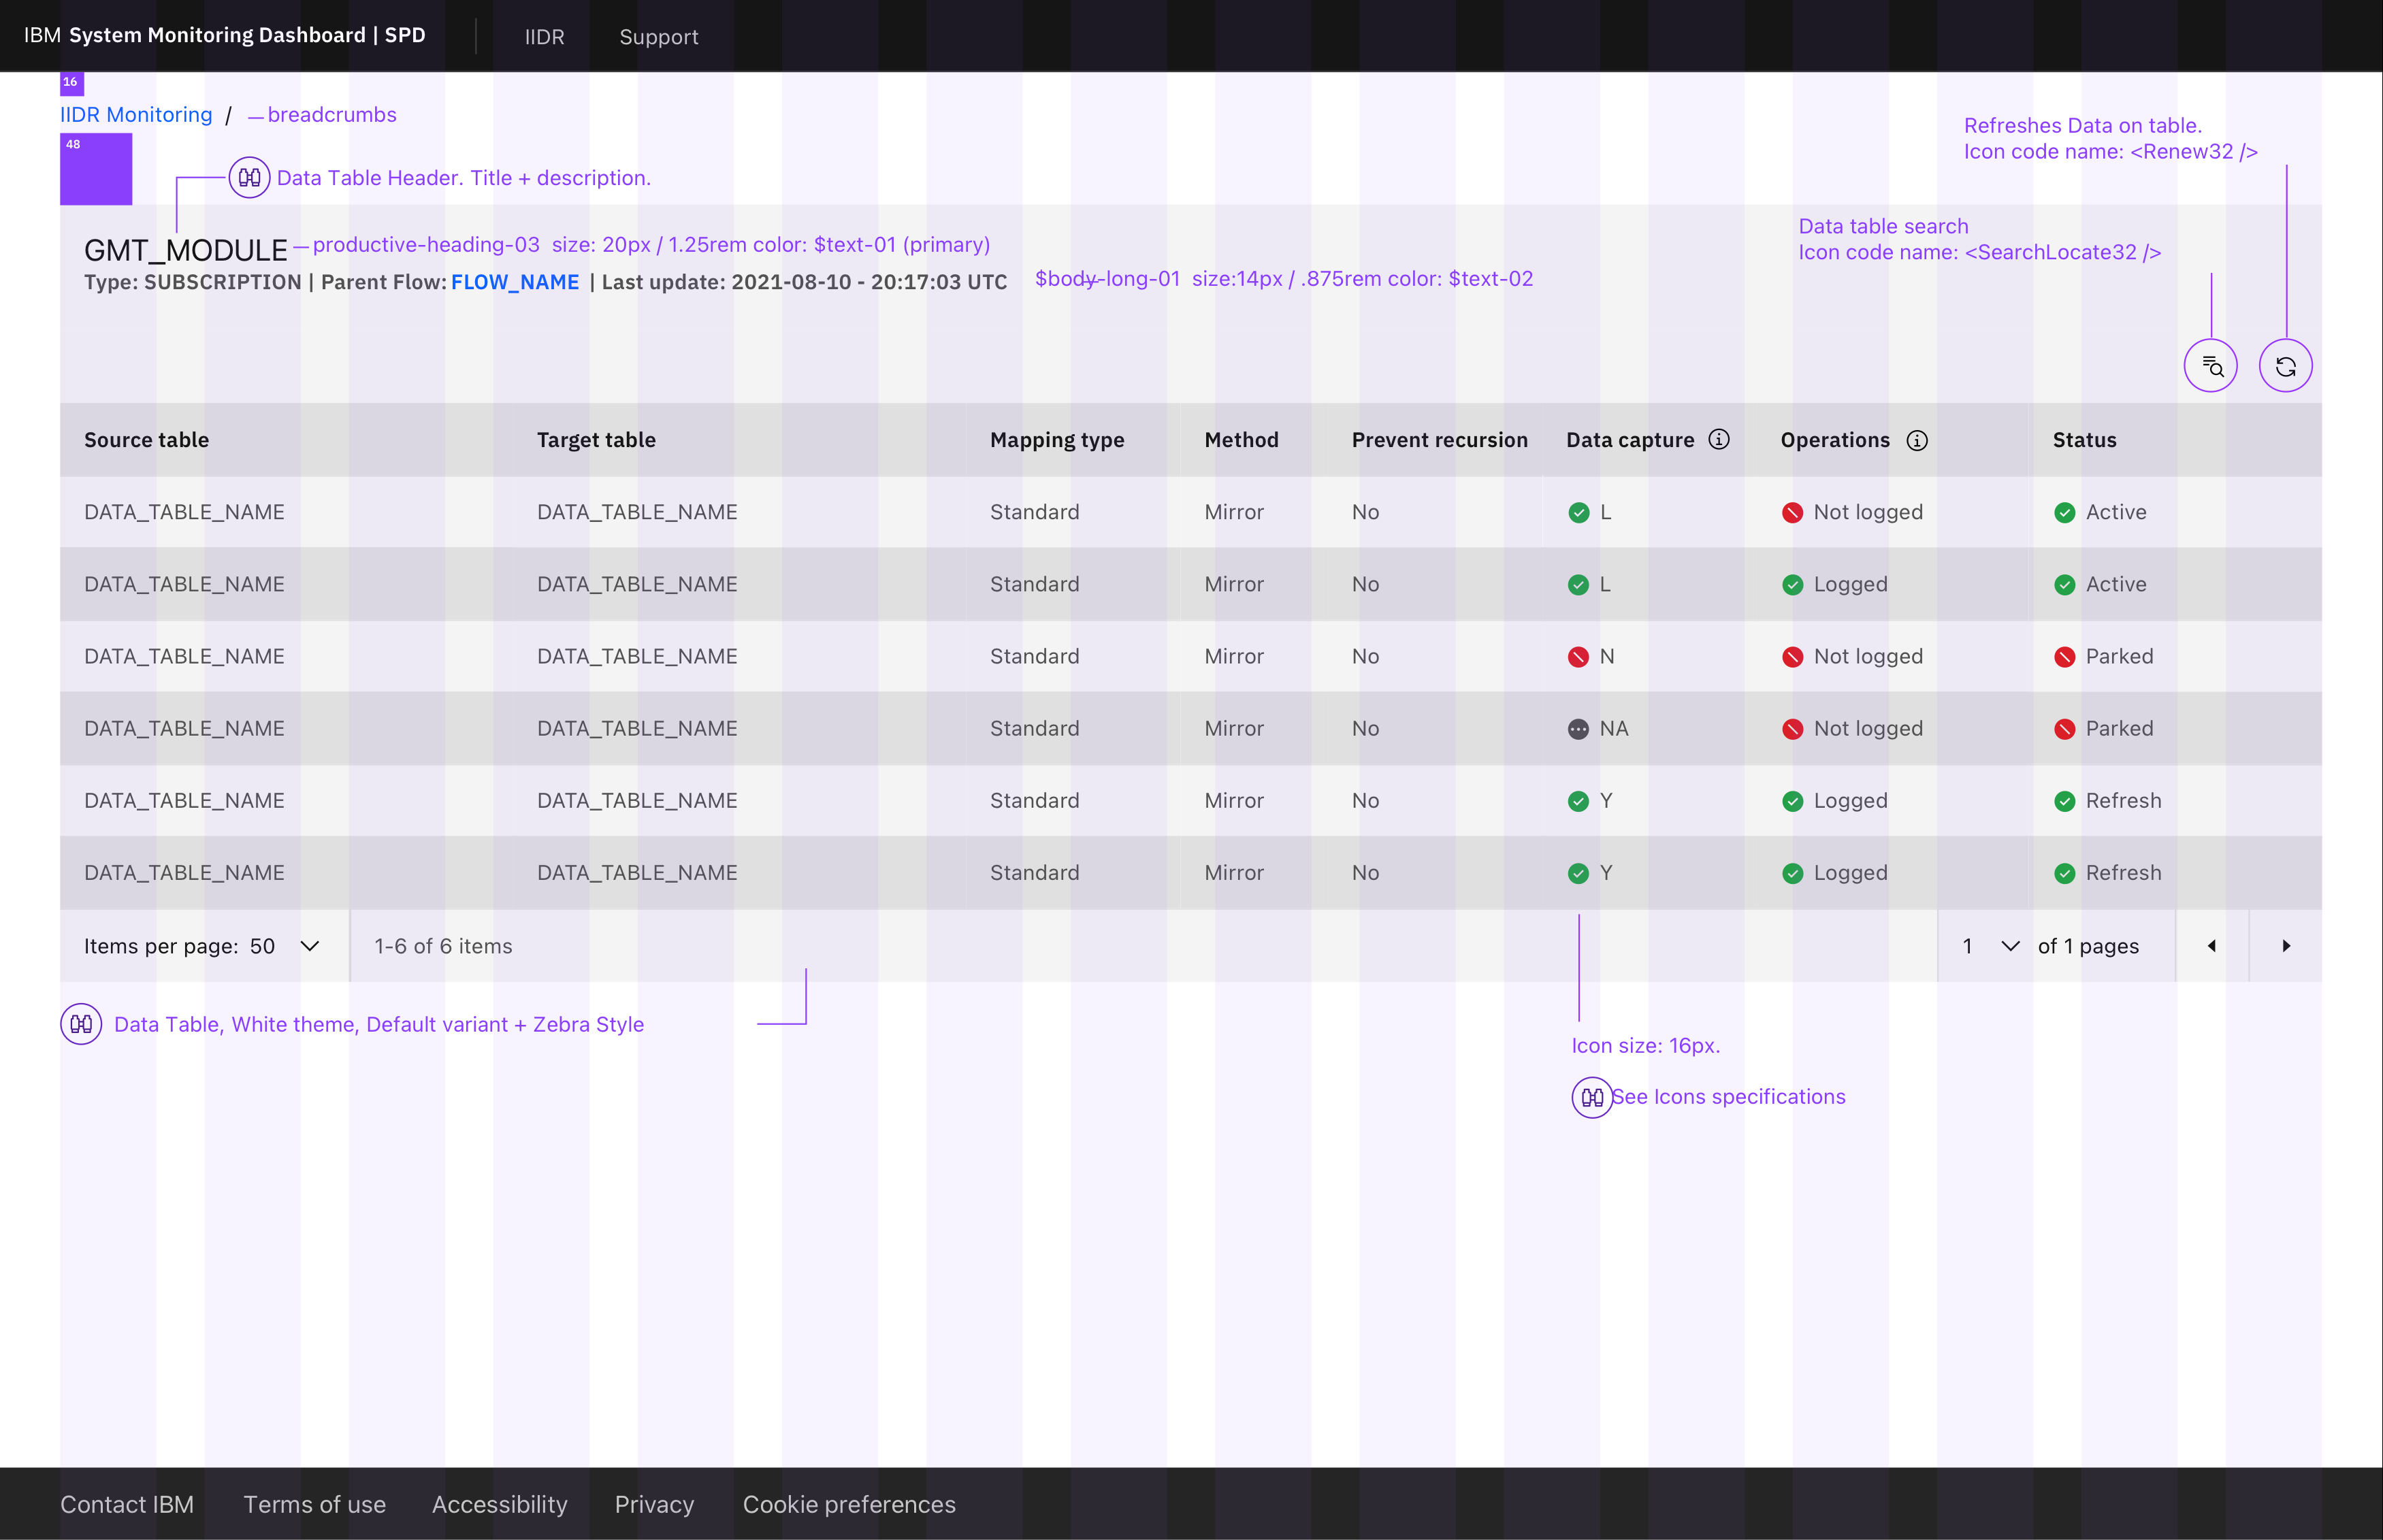 IBM System Monitoring Dashboard | SPD IIDR Support
16
IIDR Monitoring / breadcrumbs
48
Refreshes Data on table.
Icon code name: <Renew32 />
Data Table Header. Title + description.
Data table search
Icon code name: <SearchLocate32 />
GMT_MODULE productive-heading-03 size: 20px / 1.25rem color: $text-01 (primary)
Type: SUBSCRIPTION | Parent Flow: FLOW_NAME | Last update: 2021-08-10 - 20:17:03 UTC $body-long-01 size:14px / .875rem color: $text-02
Source table Target table Mapping type Method Prevent recursion Data capture Operations Status
DATA_TABLE_NAME DATA_TABLE_NAME Standard Mirror No L Not logged Active
DATA_TABLE_NAME DATA_TABLE_NAME Standard Mirror No L Logged Active
DATA_TABLE_NAME DATA_TABLE_NAME Standard Mirror No N Not logged Parked
DATA_TABLE_NAME DATA_TABLE_NAME Standard Mirror No NA Not logged Parked
DATA_TABLE_NAME DATA_TABLE_NAME Standard Mirror No Y Logged Refresh
DATA_TABLE_NAME DATA_TABLE_NAME Standard Mirror No Y Logged Refresh
Items per page: 50 1-6 of 6 items 1 of 1 pages
Data Table, White theme, Default variant + Zebra Style
Icon size: 16px.
See Icons specifications
Contact IBM Terms of use Accessibility Privacy Cookie preferences